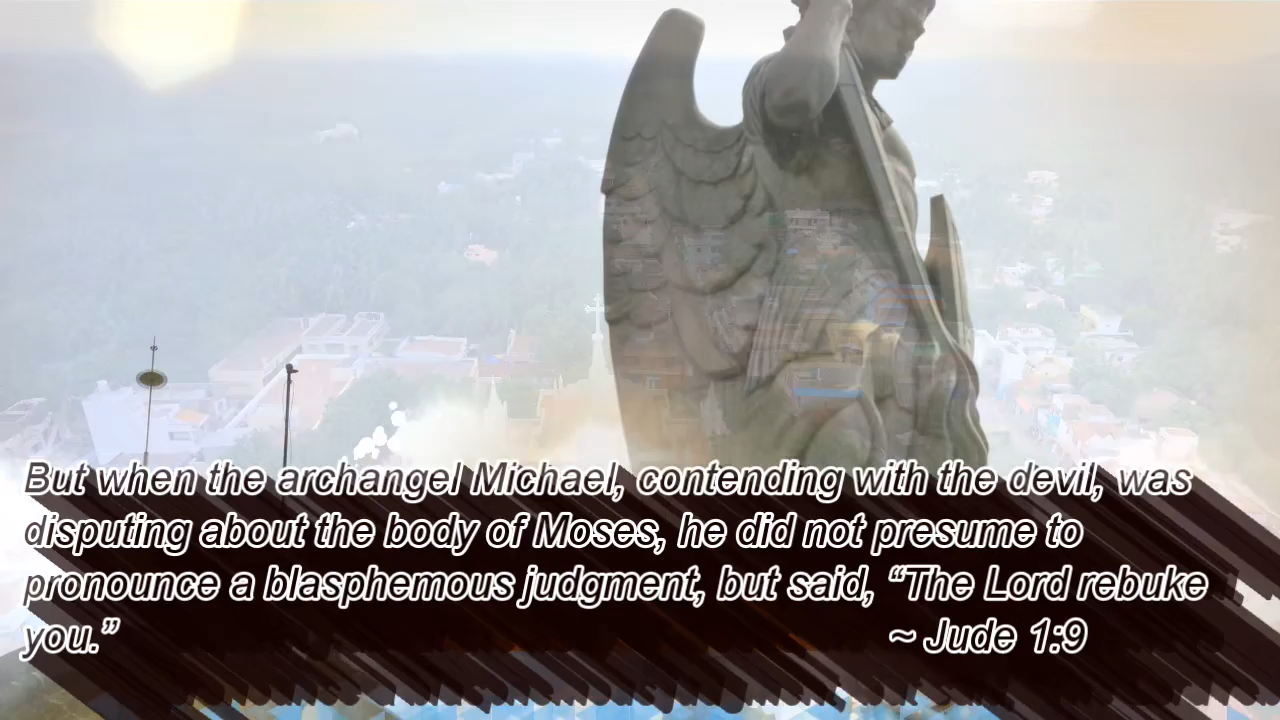 But when the archangel Michael, contending with the devil, was
disputing about the body of Moses, he did not presume to
pronounce a blasphemous judgment, but said, “The Lord rebuke
you.” ~ Jude 1:9